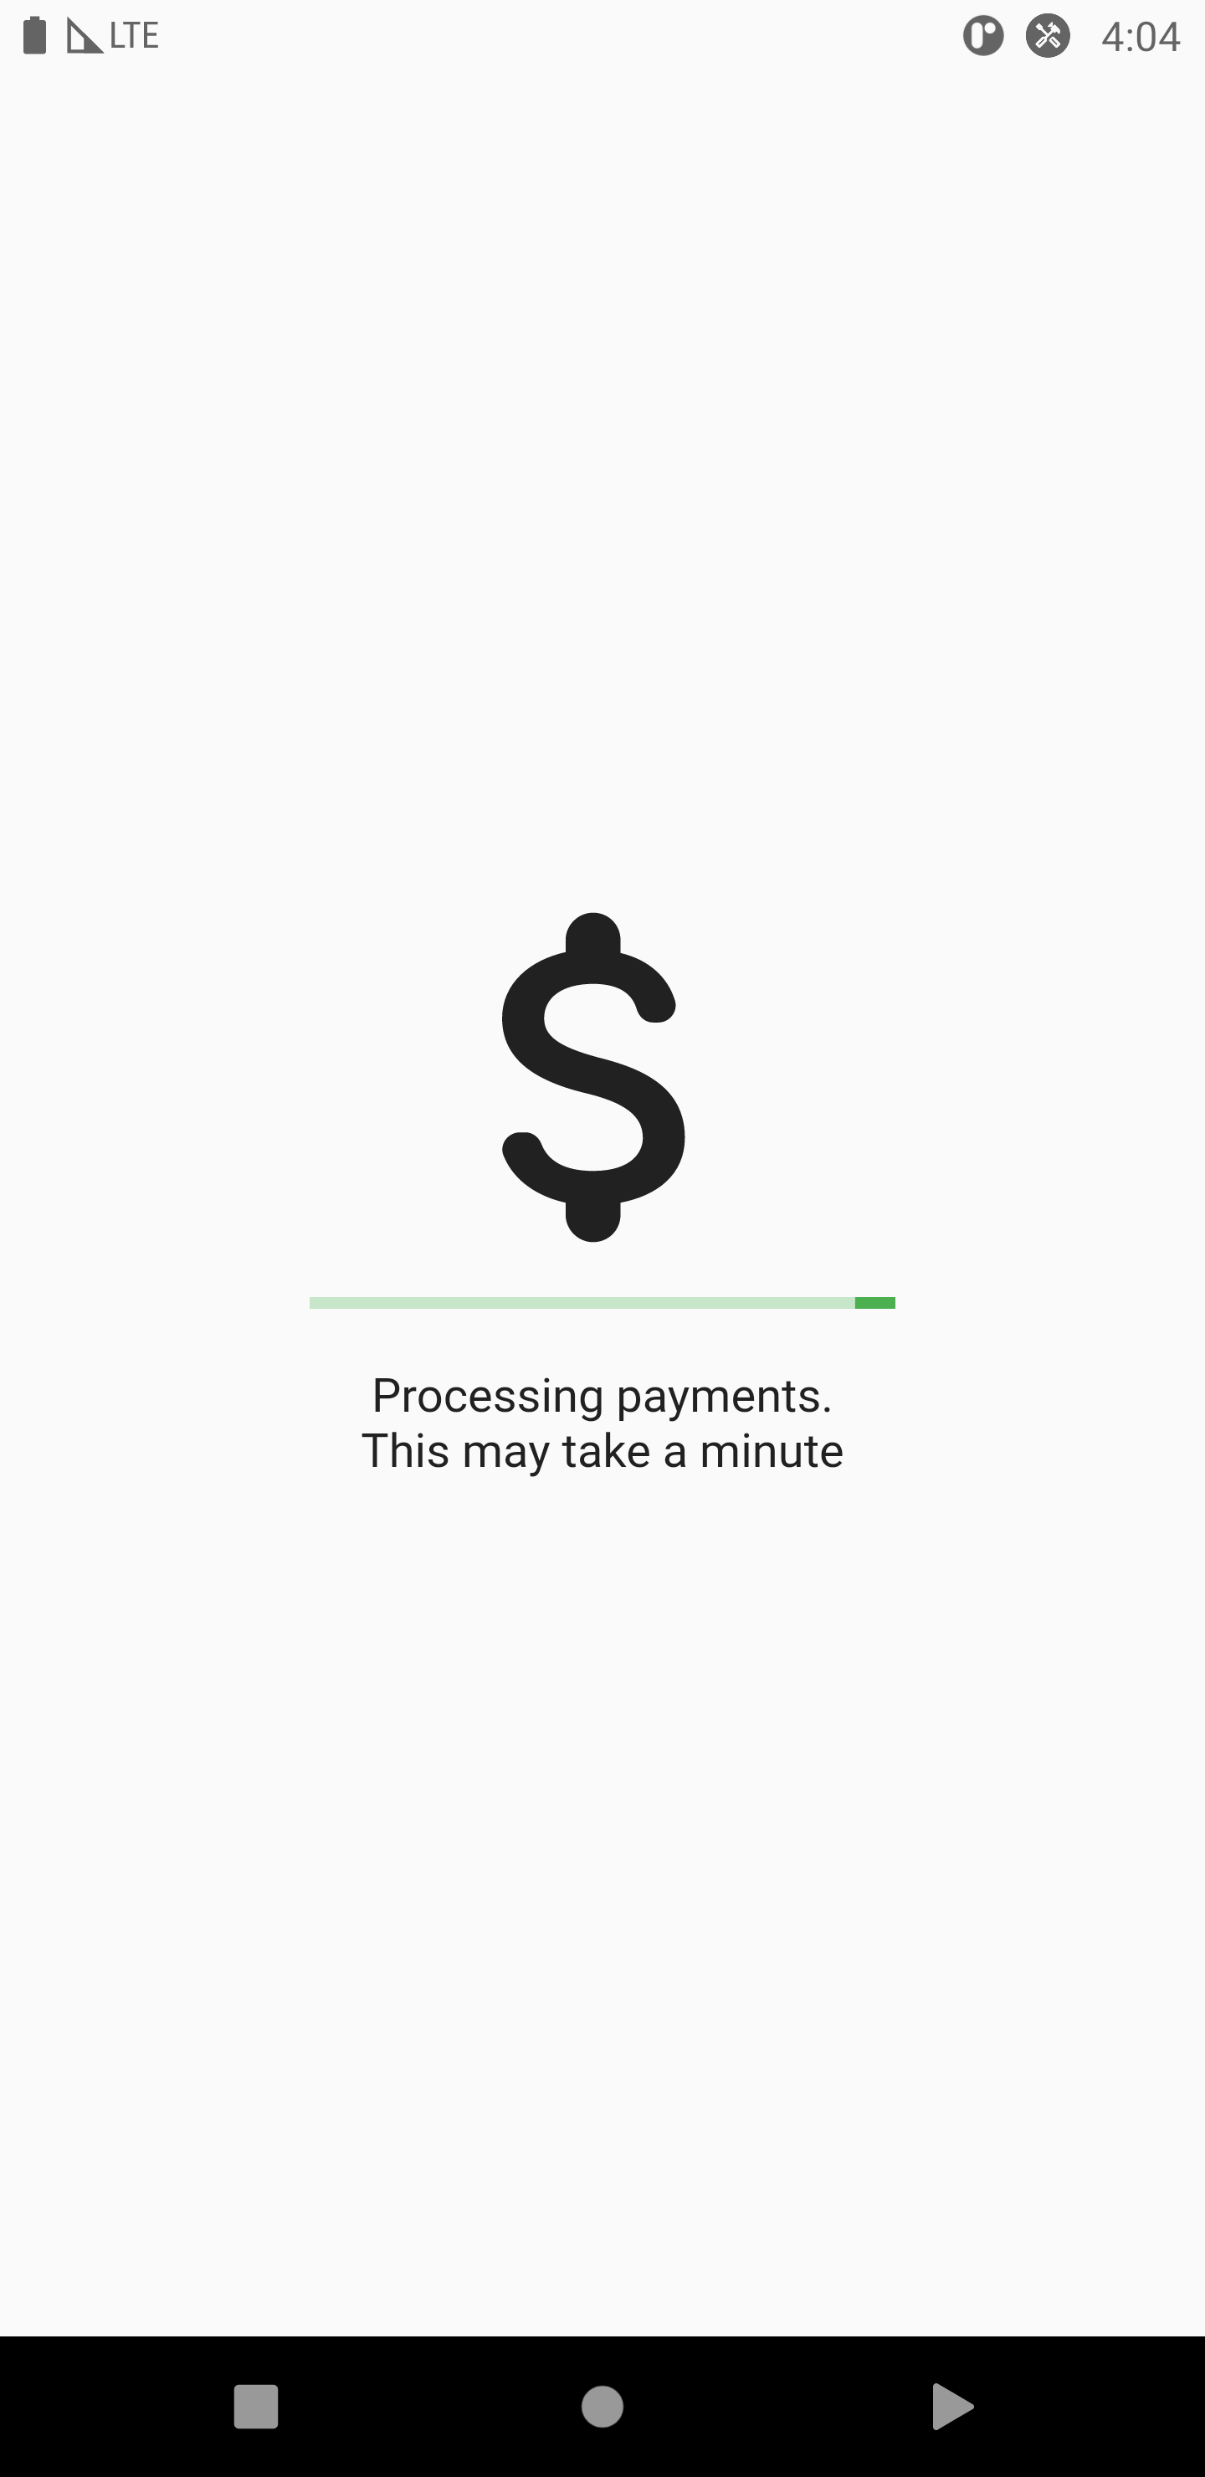 LTE 4:04
$
Processing payments.
This may take a minute